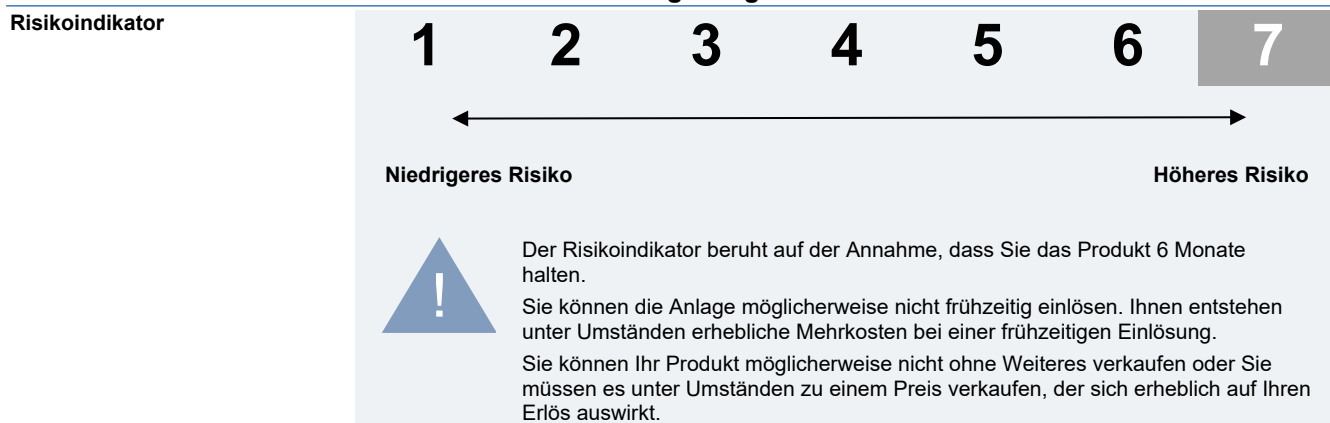 Risikoindikator
1 2 3 4 5 6 7
Niedrigeres Risiko Höheres Risiko
!
Der Risikoindikator beruht auf der Annahme, dass Sie das Produkt 6 Monate
halten.
Sie können die Anlage möglicherweise nicht frühzeitig einlösen. Ihnen entstehen
unter Umständen erhebliche Mehrkosten bei einer frühzeitigen Einlösung.
Sie können Ihr Produkt möglicherweise nicht ohne Weiteres verkaufen oder Sie
müssen es unter Umständen zu einem Preis verkaufen, der sich erheblich auf Ihren
Erlös auswirkt.